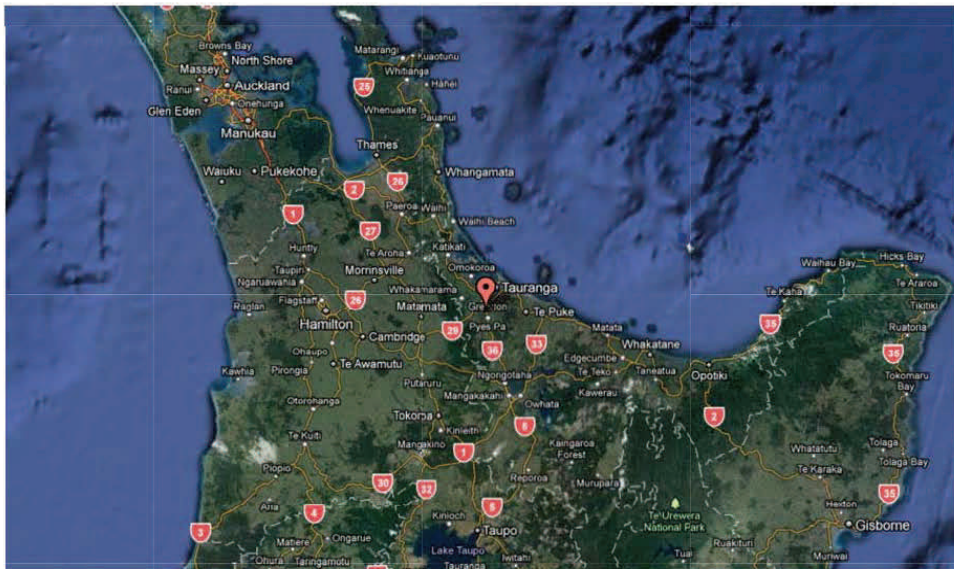 Browns Bay
North Shore
Massey
Ranui
Auckland
Glen Eden
Onehunga
Manukau
Waiuku
Pukekohe
Matarangi
Kuaotunu
Whitianga
Hahei
25
Whenuakite
Pauanui
Thames
26
2
Whangamata
1
Paeroa
Waihi
Waihi Beach
27
Huntly
Te Aroha
Katikati
Taupiri
Morrinsville
Omokoroa
Ngaruawahia
Whakamarama
Tauranga
Raglan
Flagstaff
26
Matamata
Te Puke
Hamilton
29
Pyes Pa
Cambridge
36
33
Matata
Whakatane
Ohaupo
Edgecumbe
Te Awamutu
Te Teko
Taneatua
Kawhia
Pirongia
Ngongotaha
Kawerau
Opotiki
Putaruru
Mangakakahi
Owhata
Otorohanga
Tokoroa
2
Kinleith
Te Kuiti
Mangakino
1
Kaingaroa
Forest
Piopio
Reporoa
Murupara
30
32
5
Aria
4
Kinloch
Taupo
3
Ongarue
Matiere
Lake Taupo
Ohura
Taringamotu
Tauranga
Iwitahi
Te Urewera
National Park
Ruakituri
Muriwai
Gisborne
Whatatutu
Te Karaka
Tolaga
Tolaga Bay
35
Waihau Bay
Hicks Bay
Te Araroa
Te Kaha
Tikitiki
35
Ruatoria
35
Tokomaru
Bay